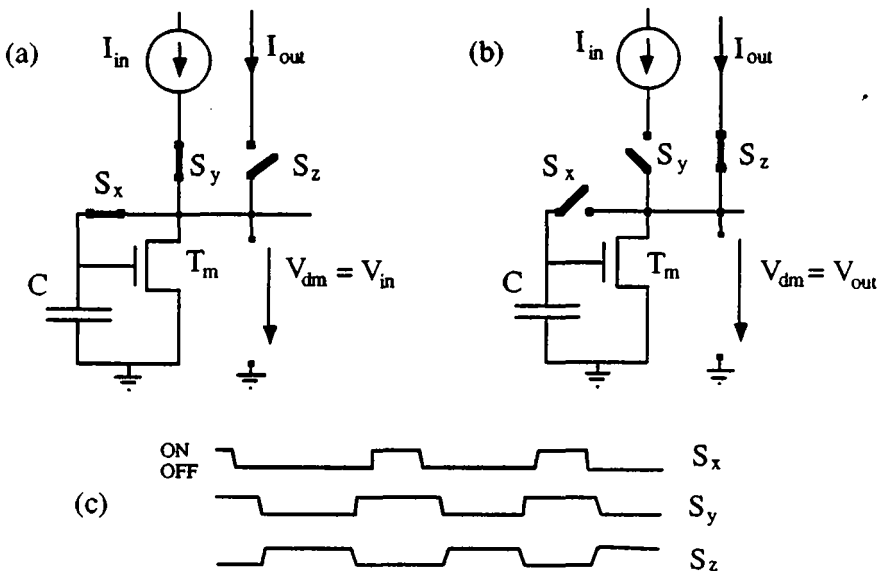 (a)
I_in
I_out
S_y
S_z
S_x
T_m
C
V_dm = V_in
(b)
I_in
I_out
S_x
S_y
S_z
T_m
C
V_dm = V_out
(c)
ON
OFF
S_x
S_y
S_z